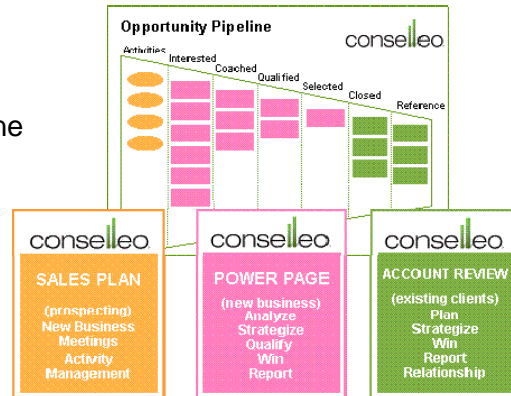 Opportunity Pipeline
conselleo
Activities
Interested
Coached
Qualified
Selected
Closed
Reference
ne
conselleo
SALES PLAN
(prospecting)
New Business
Meetings
Activity
Management
conselleo
POWER PAGE
(new business)
Analyze
Strategize
Qualify
Win
Report
conselleo
ACCOUNT REVIEW
(existing clients)
Plan
Strategize
Win
Report
Relationship